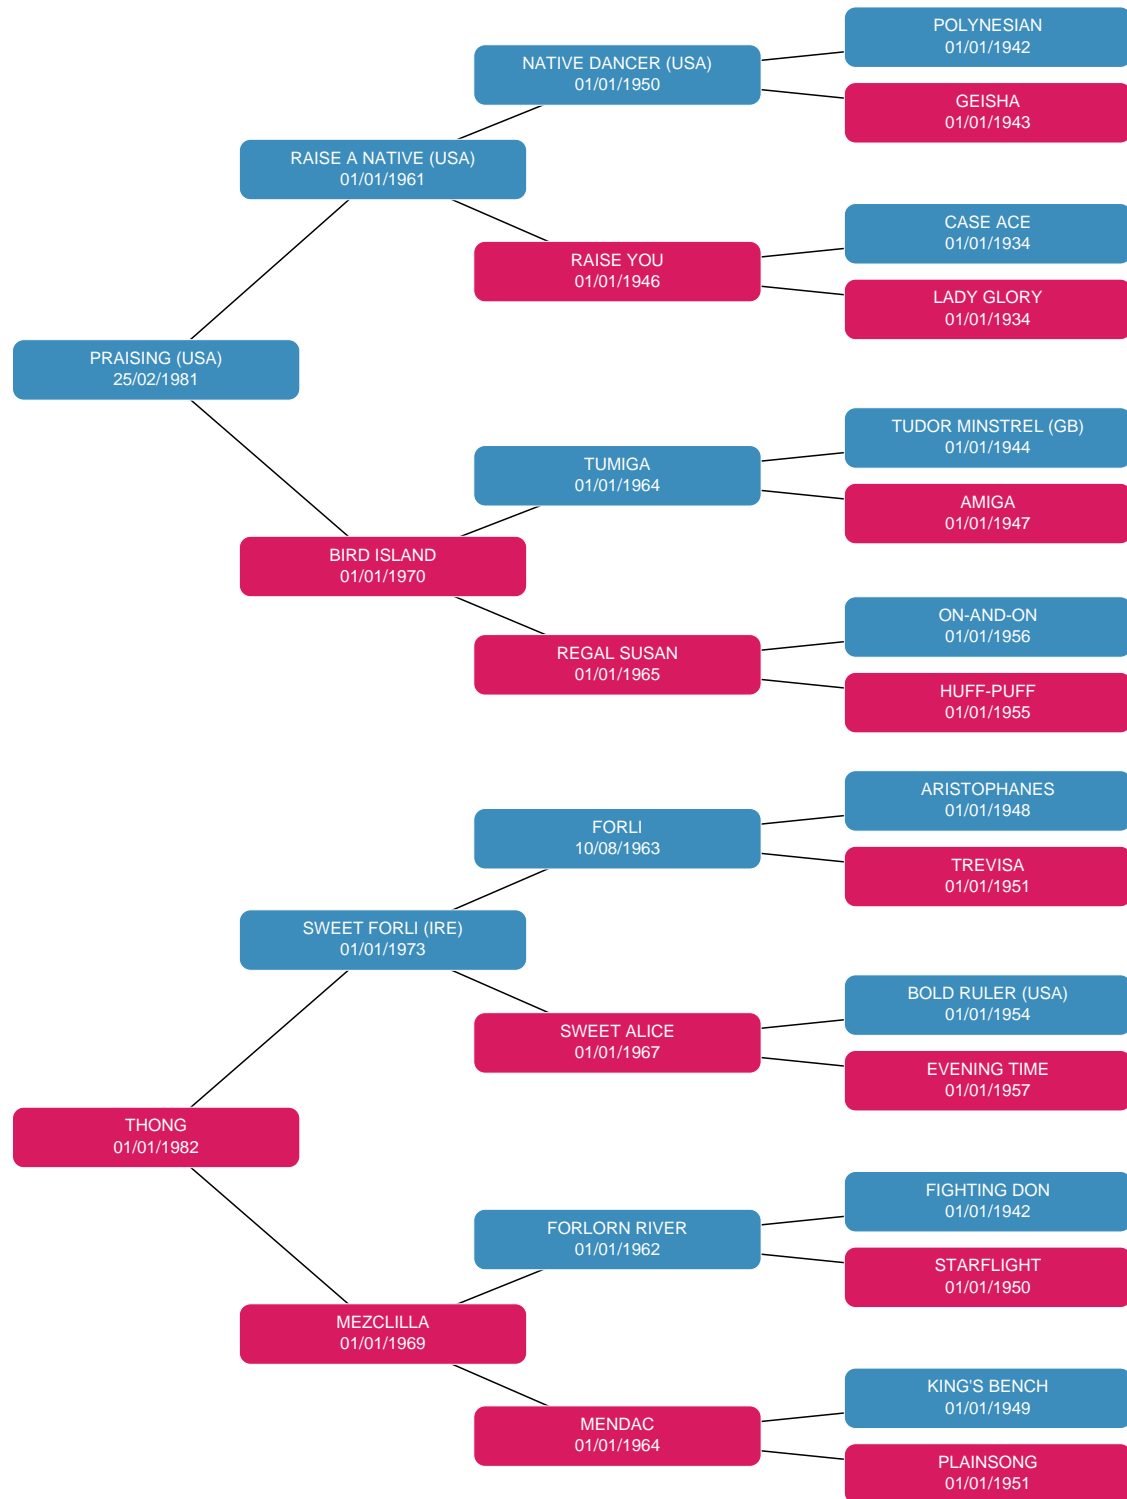 POLYNESIAN
01/01/1942
NATIVE DANCER (USA)
01/01/1950
GEISHA
01/01/1943
RAISE A NATIVE (USA)
01/01/1961
CASE ACE
01/01/1934
RAISE YOU
01/01/1946
LADY GLORY
01/01/1934
PRAISING (USA)
25/02/1981
TUDOR MINSTREL (GB)
01/01/1944
TUMIGA
01/01/1964
AMIGA
01/01/1947
BIRD ISLAND
01/01/1970
ON-AND-ON
01/01/1956
REGAL SUSAN
01/01/1965
HUFF-PUFF
01/01/1955
ARISTOPHANES
01/01/1948
FORLI
10/08/1963
TREVISA
01/01/1951
SWEET FORLI (IRE)
01/01/1973
BOLD RULER (USA)
01/01/1954
SWEET ALICE
01/01/1967
EVENING TIME
01/01/1957
THONG
01/01/1982
FIGHTING DON
01/01/1942
FORLORN RIVER
01/01/1962
STARFLIGHT
01/01/1950
MEZCLILLA
01/01/1969
KING'S BENCH
01/01/1949
MENDAC
01/01/1964
PLAINSONG
01/01/1951